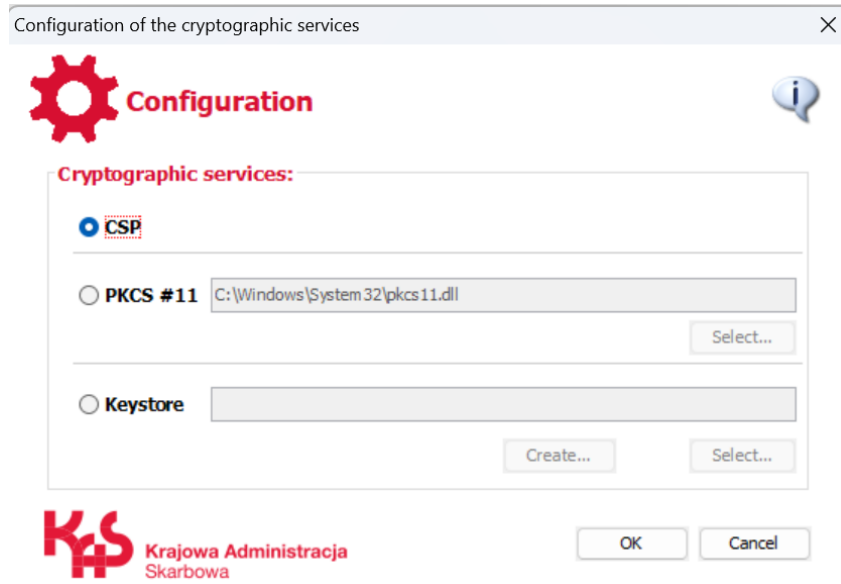 Configuration of the cryptographic services
Configuration
Cryptographic services:
CSP
PKCS #11 C:\Windows\System32\pkcs11.dll
Select...
Keystore
Create... Select...
KAS
Krajowa Administracja
Skarbowa
OK Cancel